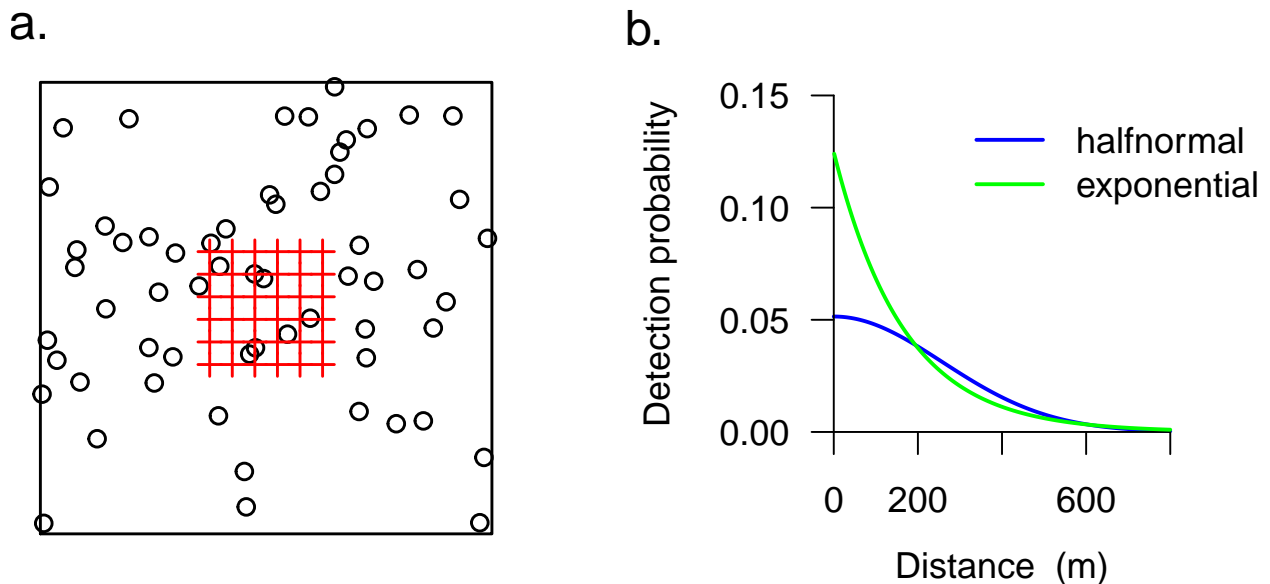 a.
b.
Detection probability
0.15
0.10
0.05
0.00
halfnormal
exponential
0 200 600
Distance (m)